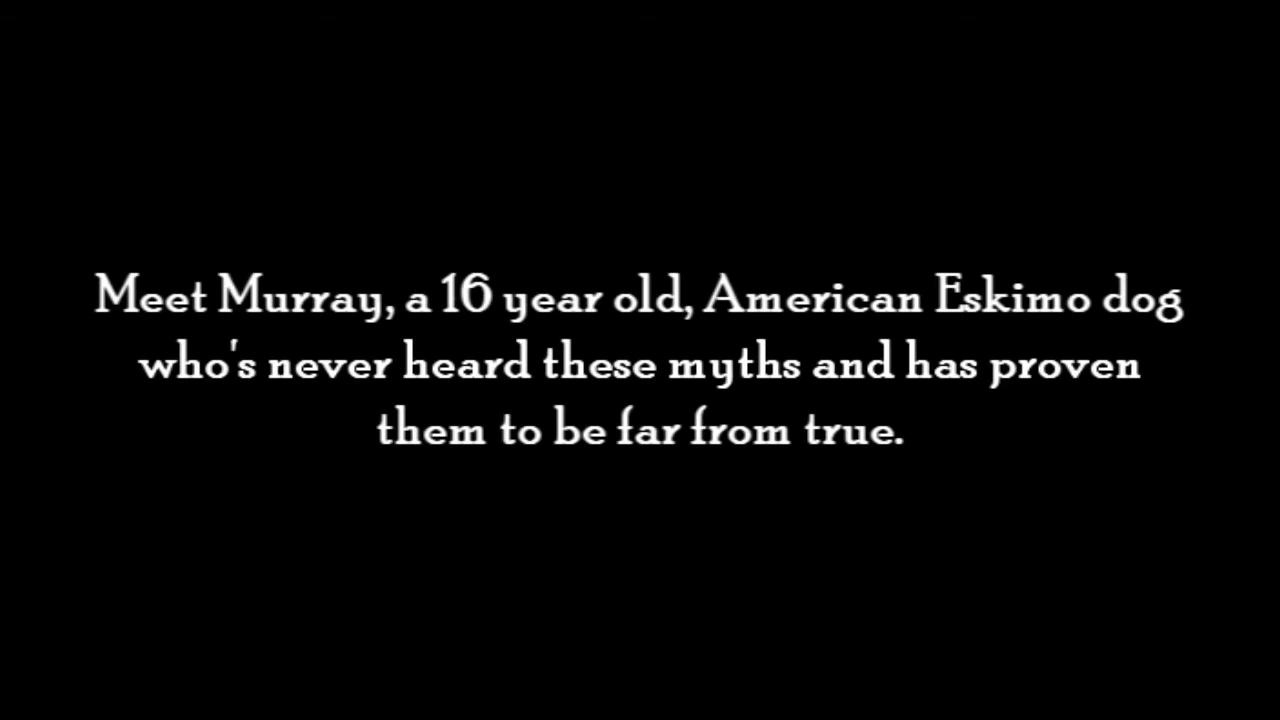 Meet Murray, a 16 year old, American Eskimo dog
who's never heard these myths and has proven
them to be far from true.